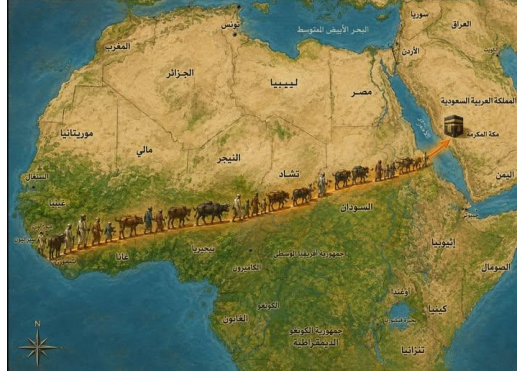 سوريا
العراق
تونس
البحر الأبيض المتوسط
المغرب
الأردن
الجزائر
ليبيا
مصر
المملكة العربية السعودية
مكة المكرمة
موريتانيا
مالي
النيجر
تشاد
السنغال
اليمن
غينيا
السودان
غانا
نيجيريا
الكاميرون
جمهورية أفريقيا الوسطى
إثيوبيا
الصومال
أوغندا
الكونغو
الغابون
كينيا
جمهورية الكونغو
الديمقراطية
تنزانيا
N